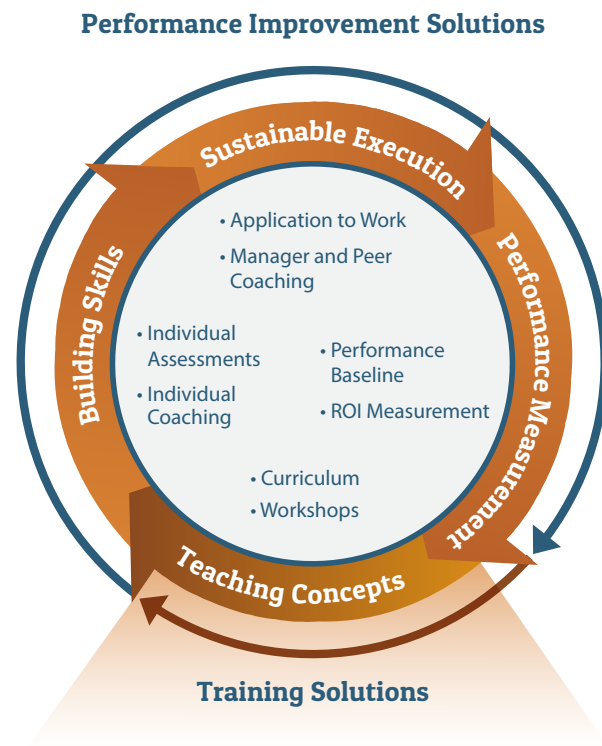 Performance Improvement Solutions
Sustainable Execution
• Application to Work
• Manager and Peer
Coaching
Building Skills
• Individual
Assessments
• Individual
Coaching
Performance Measurement
• Performance
Baseline
• ROI Measurement
• Curriculum
• Workshops
Teaching Concepts
Training Solutions